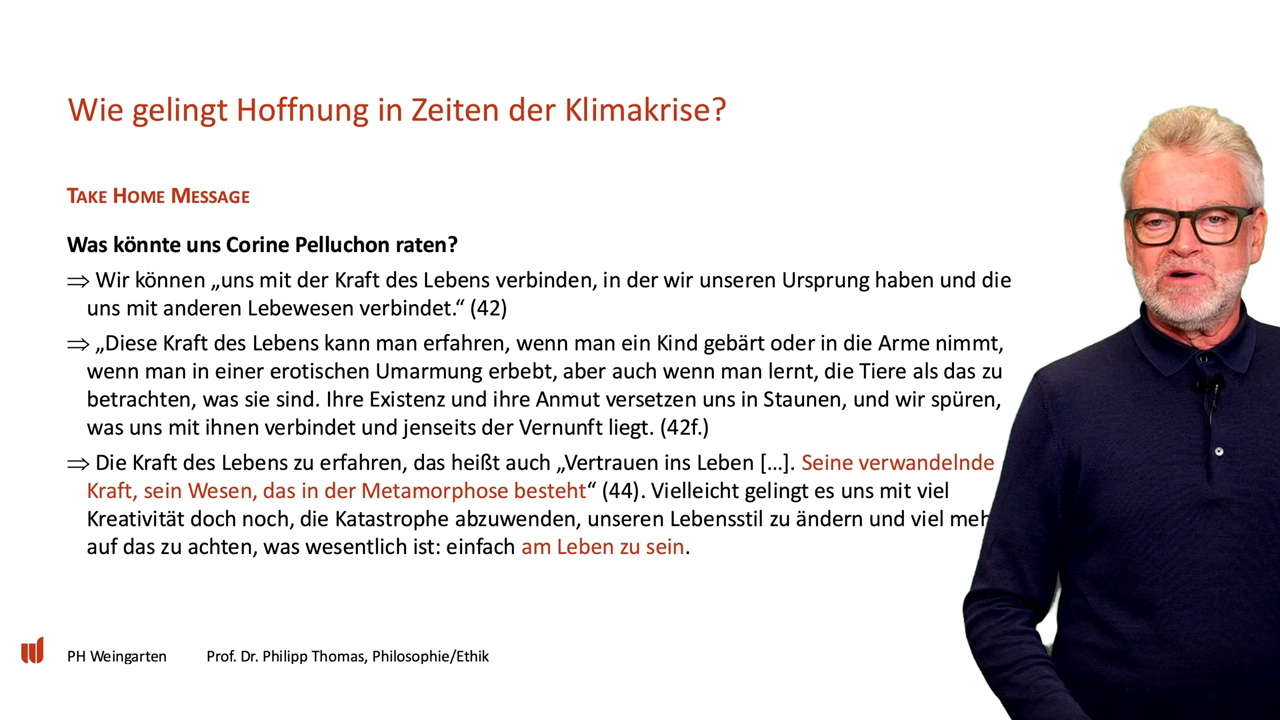 Wie gelingt Hoffnung in Zeiten der Klimakrise?
Take Home Message
Was könnte uns Corine Pelluchon raten?
⇒ Wir können „uns mit der Kraft des Lebens verbinden, in der wir unseren Ursprung haben und die
uns mit anderen Lebewesen verbindet.“ (42)
⇒ „Diese Kraft des Lebens kann man erfahren, wenn man ein Kind gebärt oder in die Arme nimmt,
wenn man in einer erotischen Umarmung erbebt, aber auch wenn man lernt, die Tiere als das zu
betrachten, was sie sind. Ihre Existenz und ihre Anmut versetzen uns in Staunen, und wir spüren,
was uns mit ihnen verbindet und jenseits der Vernunft liegt. (42f.)
⇒ Die Kraft des Lebens zu erfahren, das heißt auch „Vertrauen ins Leben […]. Seine verwandelnde
Kraft, sein Wesen, das in der Metamorphose besteht“ (44). Vielleicht gelingt es uns mit viel
Kreativität doch noch, die Katastrophe abzuwenden, unseren Lebensstil zu ändern und viel meh
auf das zu achten, was wesentlich ist: einfach am Leben zu sein.
PH Weingarten Prof. Dr. Philipp Thomas, Philosophie/Ethik